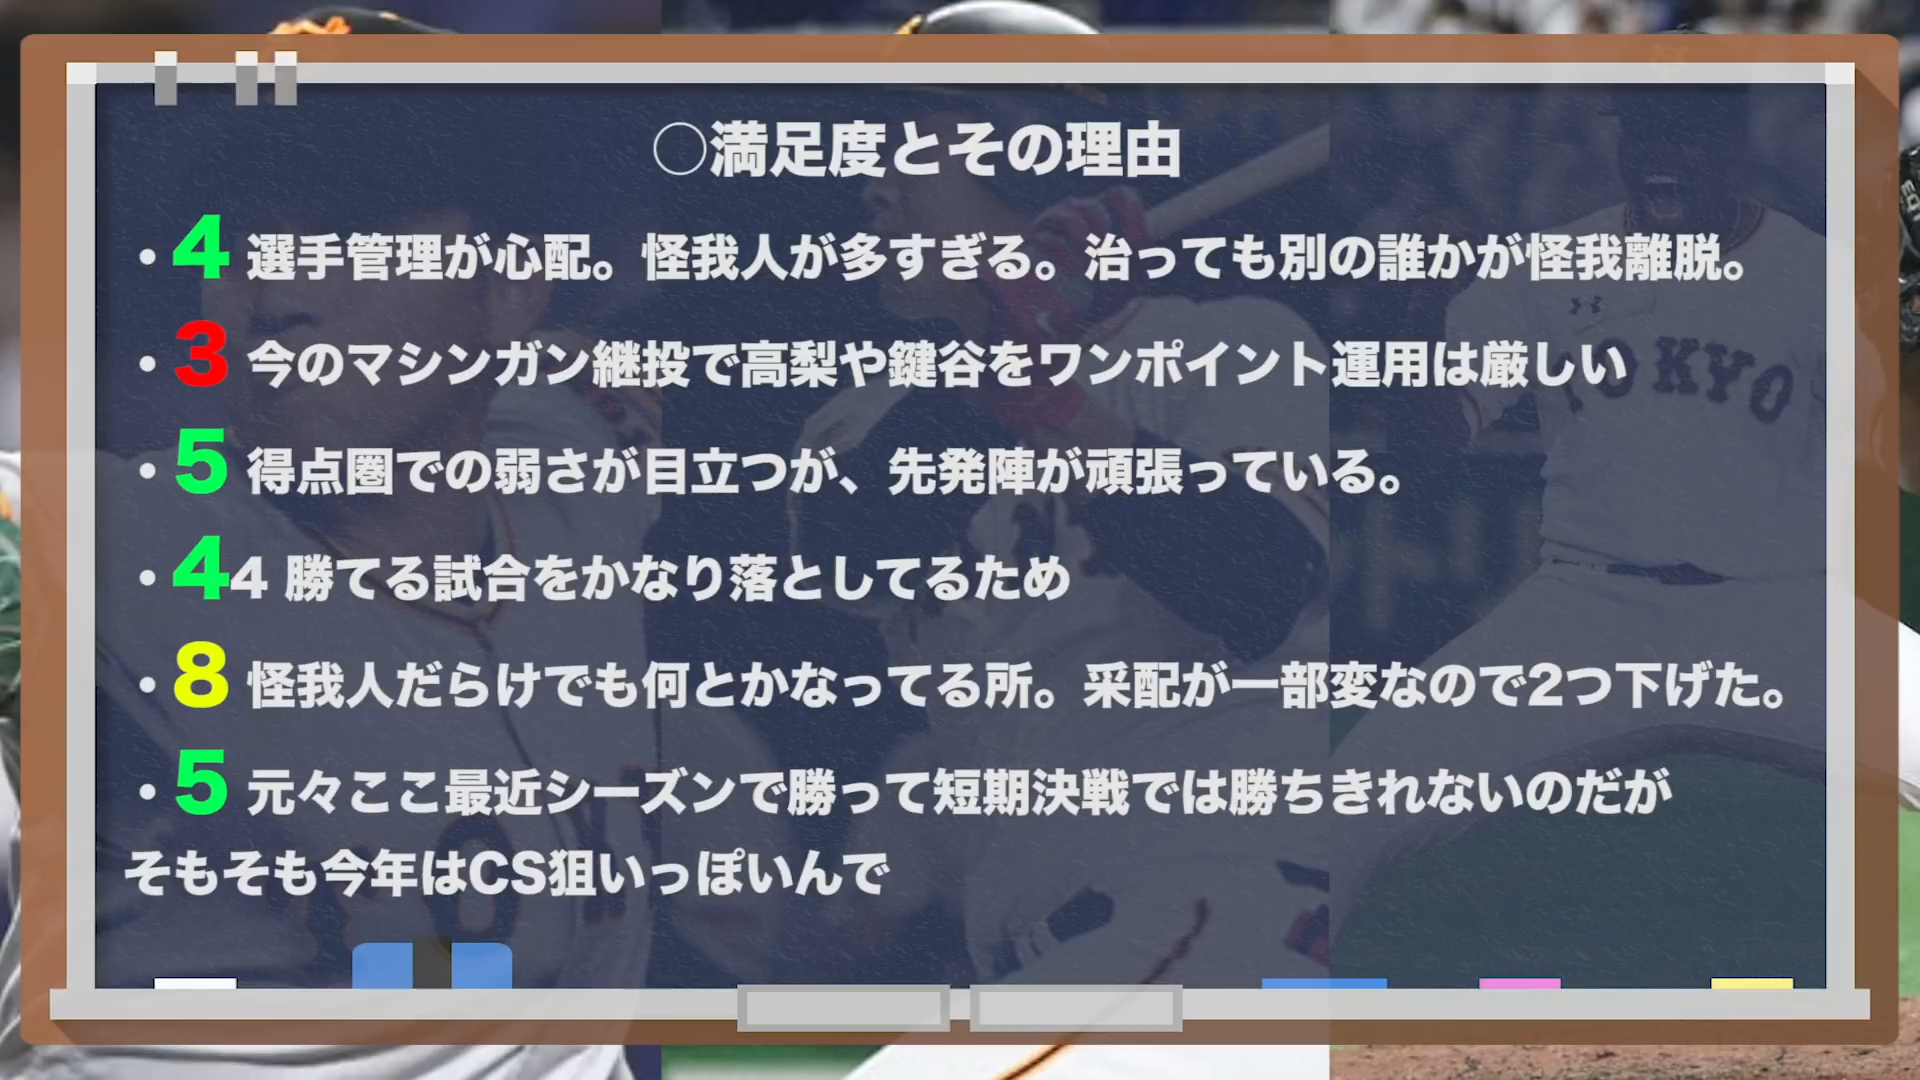 ○満足度とその理由
・4 選手管理が心配。怪我人が多すぎる。治っても別の誰かが怪我離脱。
・3 今のマシンガン継投で高梨や鍵谷をワンポイント運用は厳しい
・5 得点圏での弱さが目立つが、先発陣が頑張っている。
・44 勝てる試合をかなり落としてるため
・8 怪我人だらけでも何とかなってる所。采配が一部変なので2つ下げた。
・5 元々ここ最近シーズンで勝って短期決戦では勝ちきれないのだが
そもそも今年はCS狙いっぽいんで
TOKYO